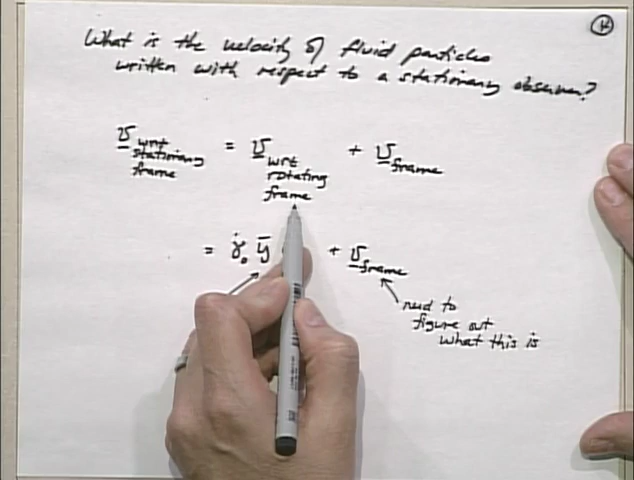 K
What is the velocity of fluid particles
written with respect to a stationary observer?
v wrt stationary frame = v wrt rotating frame + v frame
= γ̇₀ ȳ + v frame
need to
figure out
what this is